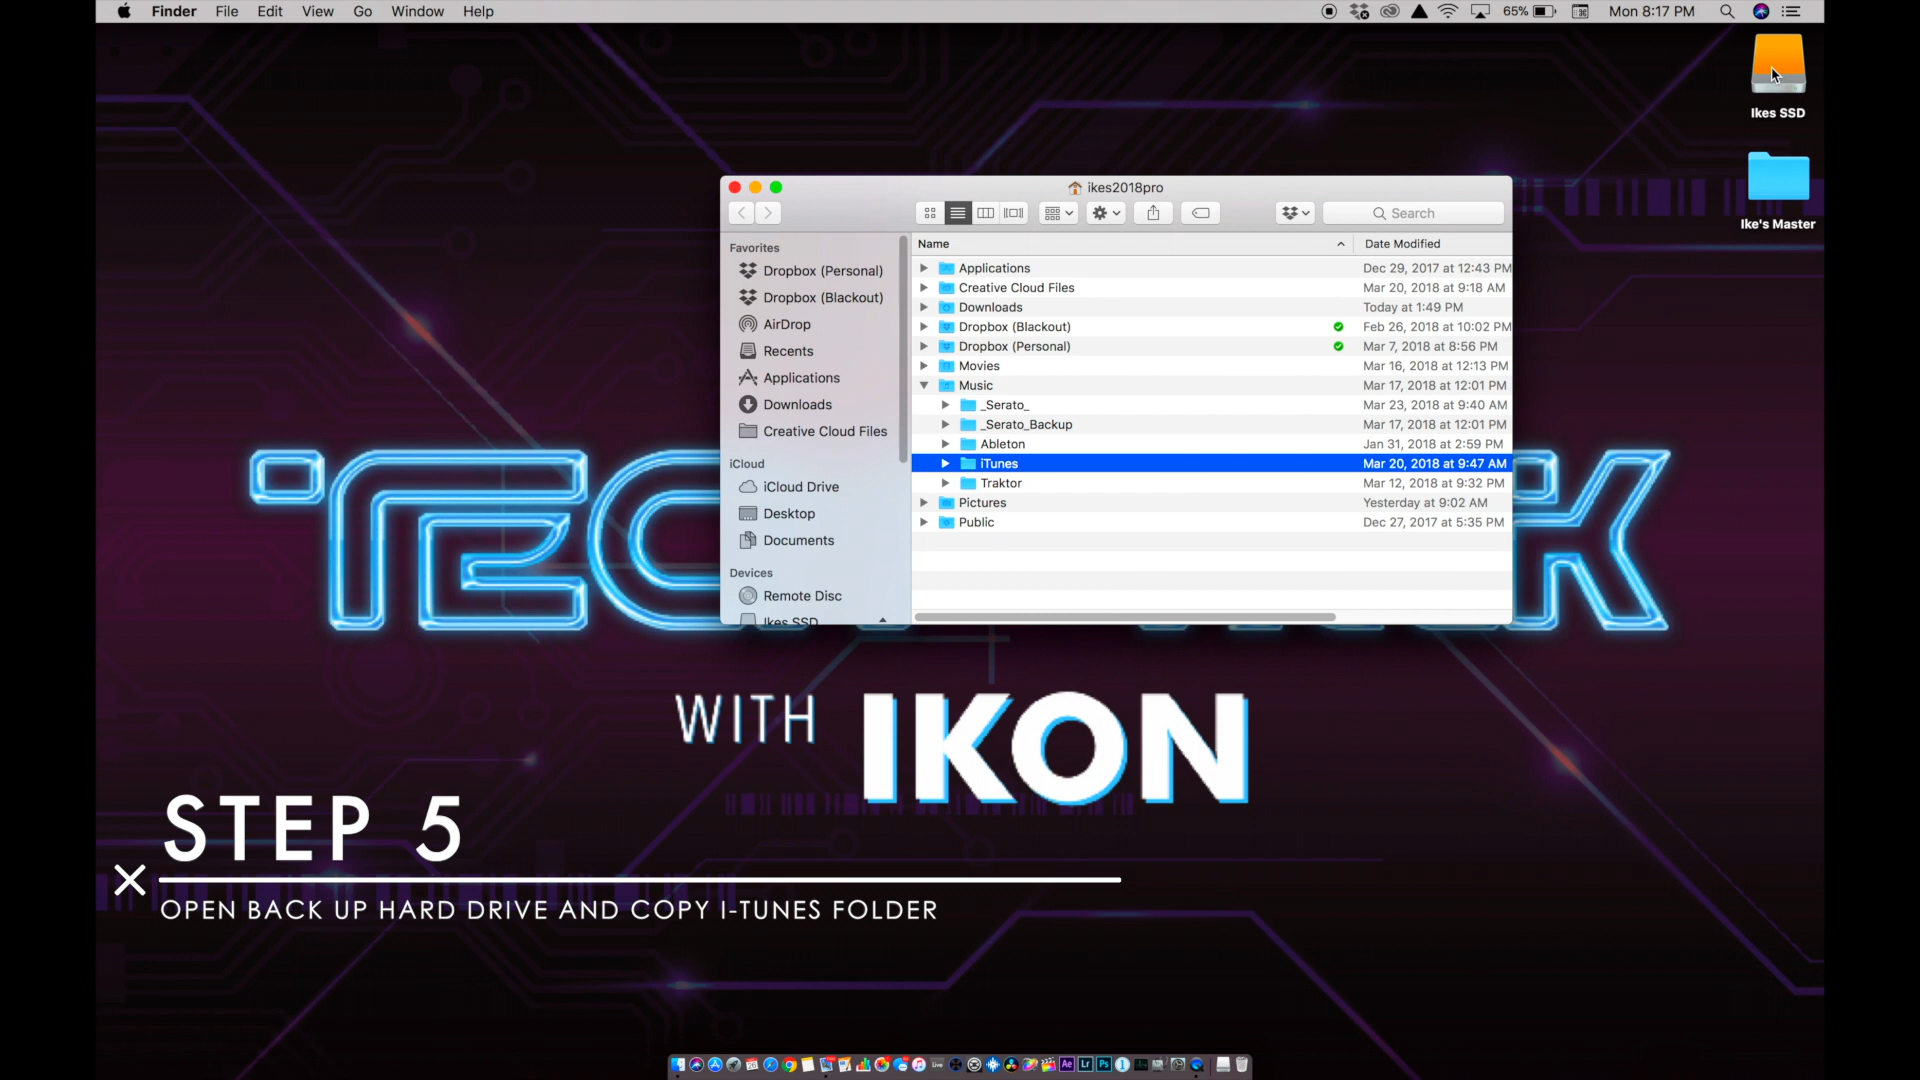 Finder File Edit View Go Window Help 65% Mon 8:17 PM
Ikes SSD
Ike's Master
ikes2018pro
Search
Favorites
Dropbox (Personal)
Dropbox (Blackout)
AirDrop
Recents
Applications
Downloads
Creative Cloud Files
iCloud
iCloud Drive
Desktop
Documents
Devices
Remote Disc
Ikes SSD
Name Date Modified
Applications Dec 29, 2017 at 12:43 PM
Creative Cloud Files Mar 20, 2018 at 9:18 AM
Downloads Today at 1:49 PM
Dropbox (Blackout) Feb 26, 2018 at 10:02 PM
Dropbox (Personal) Mar 7, 2018 at 8:56 PM
Movies Mar 16, 2018 at 12:13 PM
Music Mar 17, 2018 at 12:01 PM
_Serato_ Mar 23, 2018 at 9:40 AM
_Serato_Backup Mar 17, 2018 at 12:01 PM
Ableton Jan 31, 2018 at 2:59 PM
iTunes Mar 20, 2018 at 9:47 AM
Traktor Mar 12, 2018 at 9:32 PM
Pictures Yesterday at 9:02 AM
Public Dec 27, 2017 at 5:35 PM
WITH IKON
STEP 5
OPEN BACK UP HARD DRIVE AND COPY I-TUNES FOLDER
Ae Lr Ps